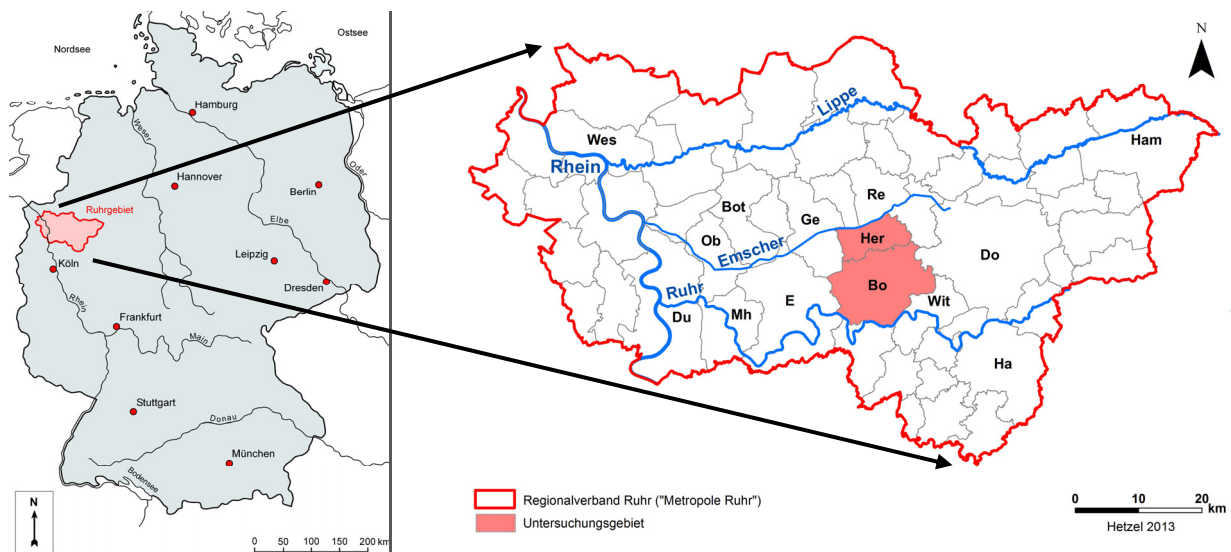 Nordsee
Ostsee
Hamburg
Weser
Oder
Hannover
Berlin
Ruhrgebiet
Elbe
Leipzig
Köln
Dresden
Rhein
Frankfurt
Main
Stuttgart
Donau
München
Bodensee
N
0 50 100 150 200 km
N
Lippe
Wes
Ham
Rhein
Re
Bot
Ge
Ob
Her
Emscher
Do
Ruhr
Bo
E
Wit
Du
Mh
Ha
Regionalverband Ruhr ("Metropole Ruhr")
Untersuchungsgebiet
0 10 20
km
Hetzel 2013